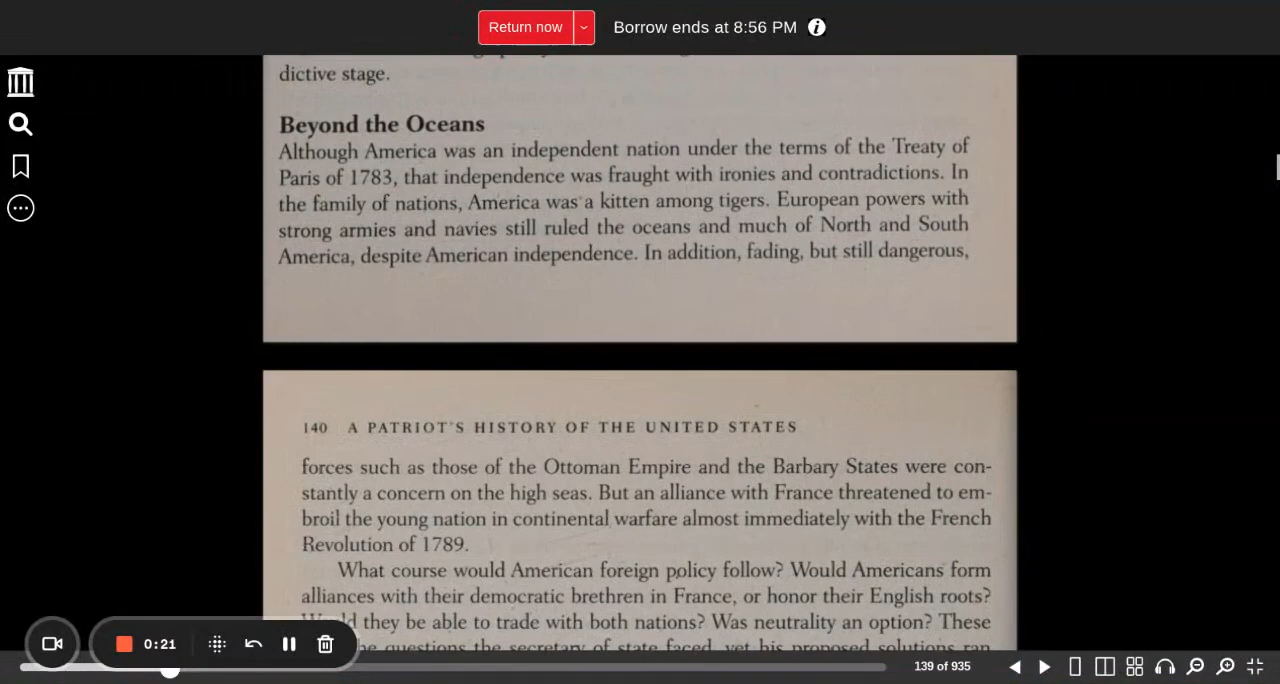 Return now
Borrow ends at 8:56 PM
dictive stage.
Beyond the Oceans
Although America was an independent nation under the terms of the Treaty of
Paris of 1783, that independence was fraught with ironies and contradictions. In
the family of nations, America was a kitten among tigers. European powers with
strong armies and navies still ruled the oceans and much of North and South
America, despite American independence. In addition, fading, but still dangerous,
140 A PATRIOT'S HISTORY OF THE UNITED STATES
forces such as those of the Ottoman Empire and the Barbary States were con-
stantly a concern on the high seas. But an alliance with France threatened to em-
broil the young nation in continental warfare almost immediately with the French
Revolution of 1789.
What course would American foreign policy follow? Would Americans form
alliances with their democratic brethren in France, or honor their English roots?
they be able to trade with both nations? Was neutrality an option? These
questions the secretary of state faced, yet his proposed solutions ran
0:21
139 of 935